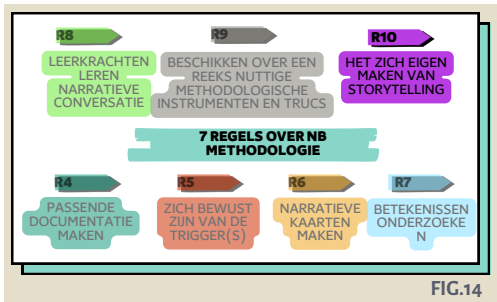 R8
LEERKRACHTEN
LEREN
NARRATIEVE
CONVERSATIE
R9
BESCHIKKEN OVER EEN
REEKS NUTTIGE
METHODOLOGISCHE
INSTRUMENTEN EN TRUCS
R10
HET ZICH EIGEN
MAKEN VAN
STORYTELLING
7 REGELS OVER NB
METHODOLOGIE
R4
PASSENDE
DOCUMENTATIE
MAKEN
R5
ZICH BEWUST
ZIJN VAN DE
TRIGGER(S)
R6
NARRATIEVE
KAARTEN
MAKEN
R7
BETEKENISSEN
ONDERZOEKE
N
FIG.14